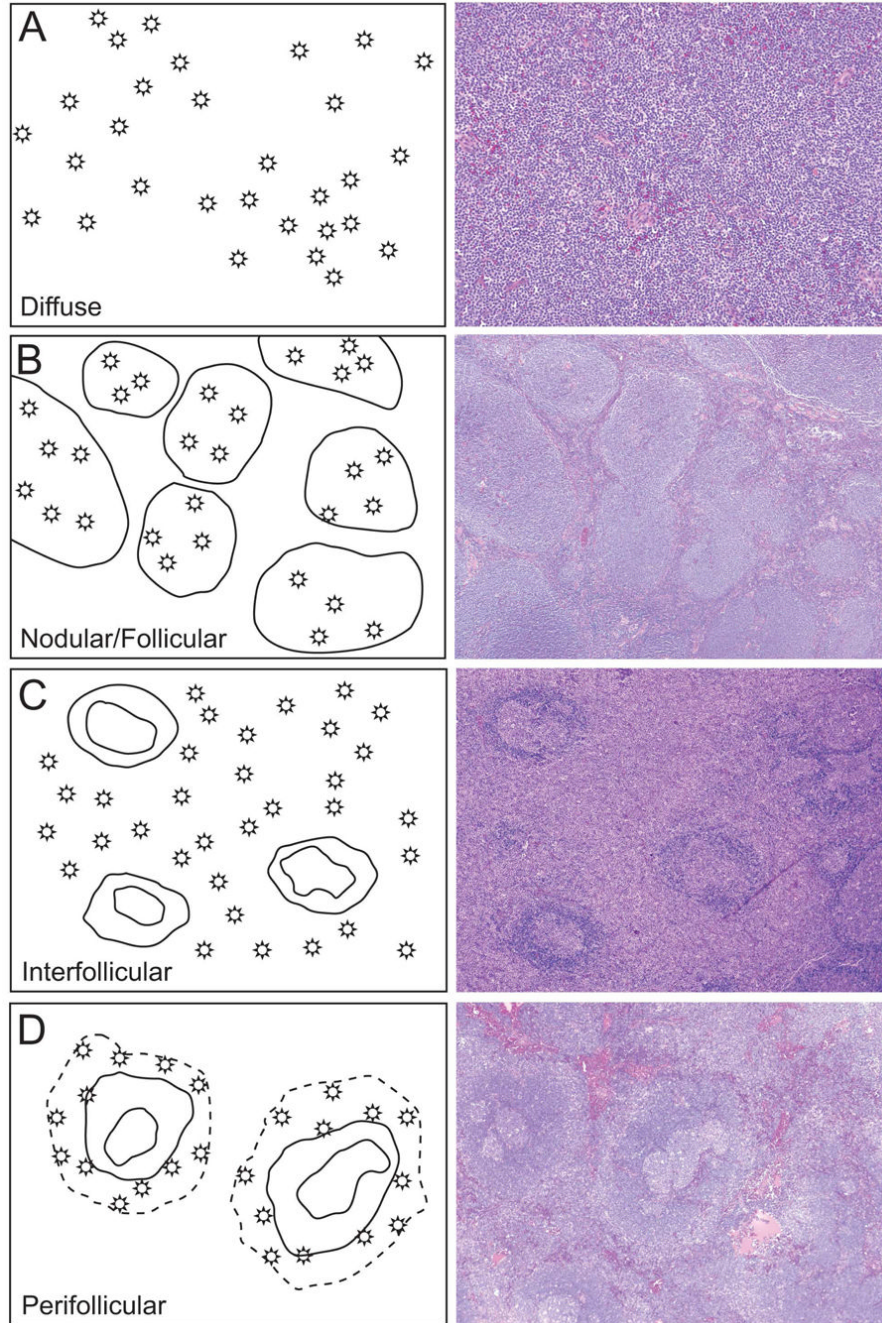 A
Diffuse
B
Nodular/Follicular
C
Interfollicular
D
Perifollicular